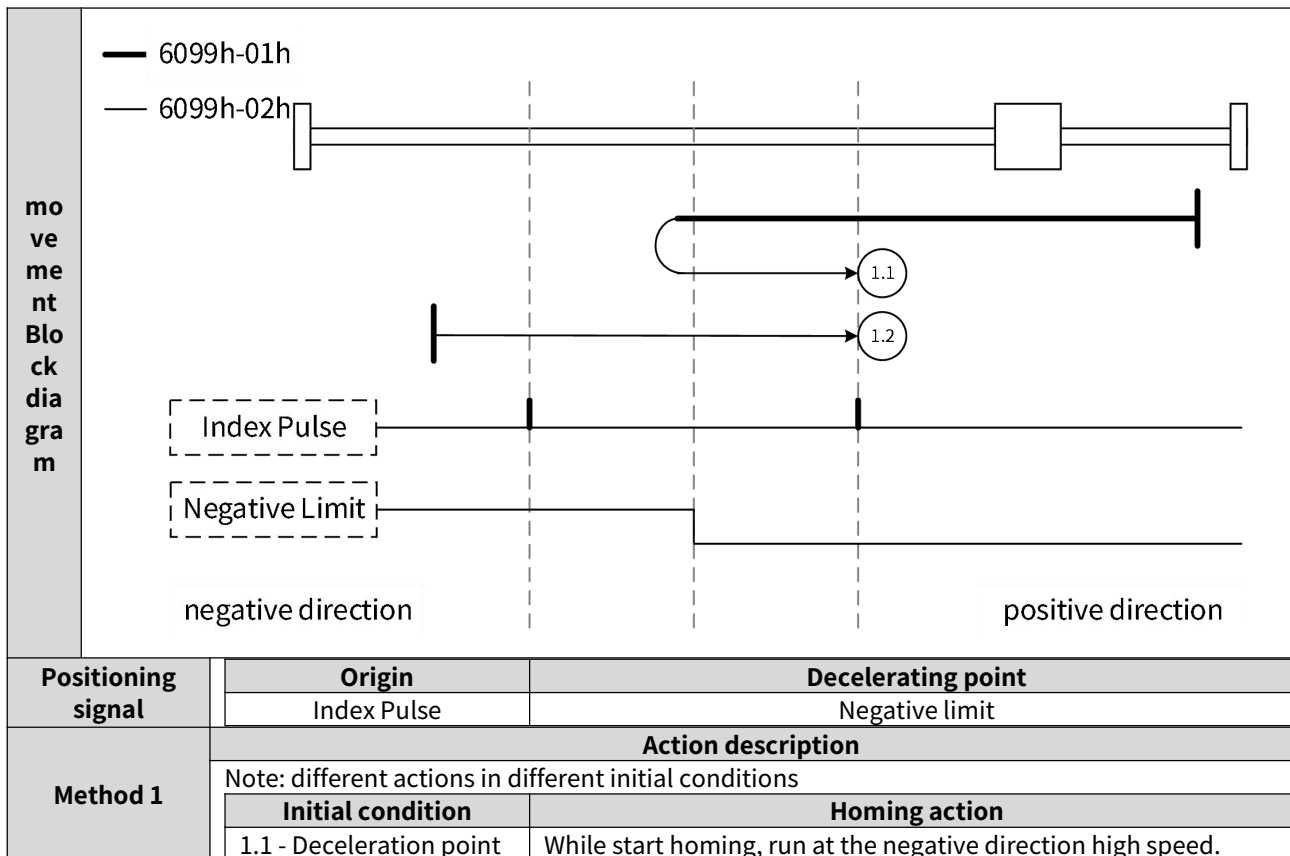 6099h-01h
6099h-02h
mo
ve
me
nt
Blo
ck
dia
gra
m
1.1
1.2
Index Pulse
Negative Limit
negative direction
positive direction
Positioning
signal
Origin
Decelerating point
Index Pulse
Negative limit
Method 1
Action description
Note: different actions in different initial conditions
Initial condition
Homing action
1.1 - Deceleration point
While start homing, run at the negative direction high speed.